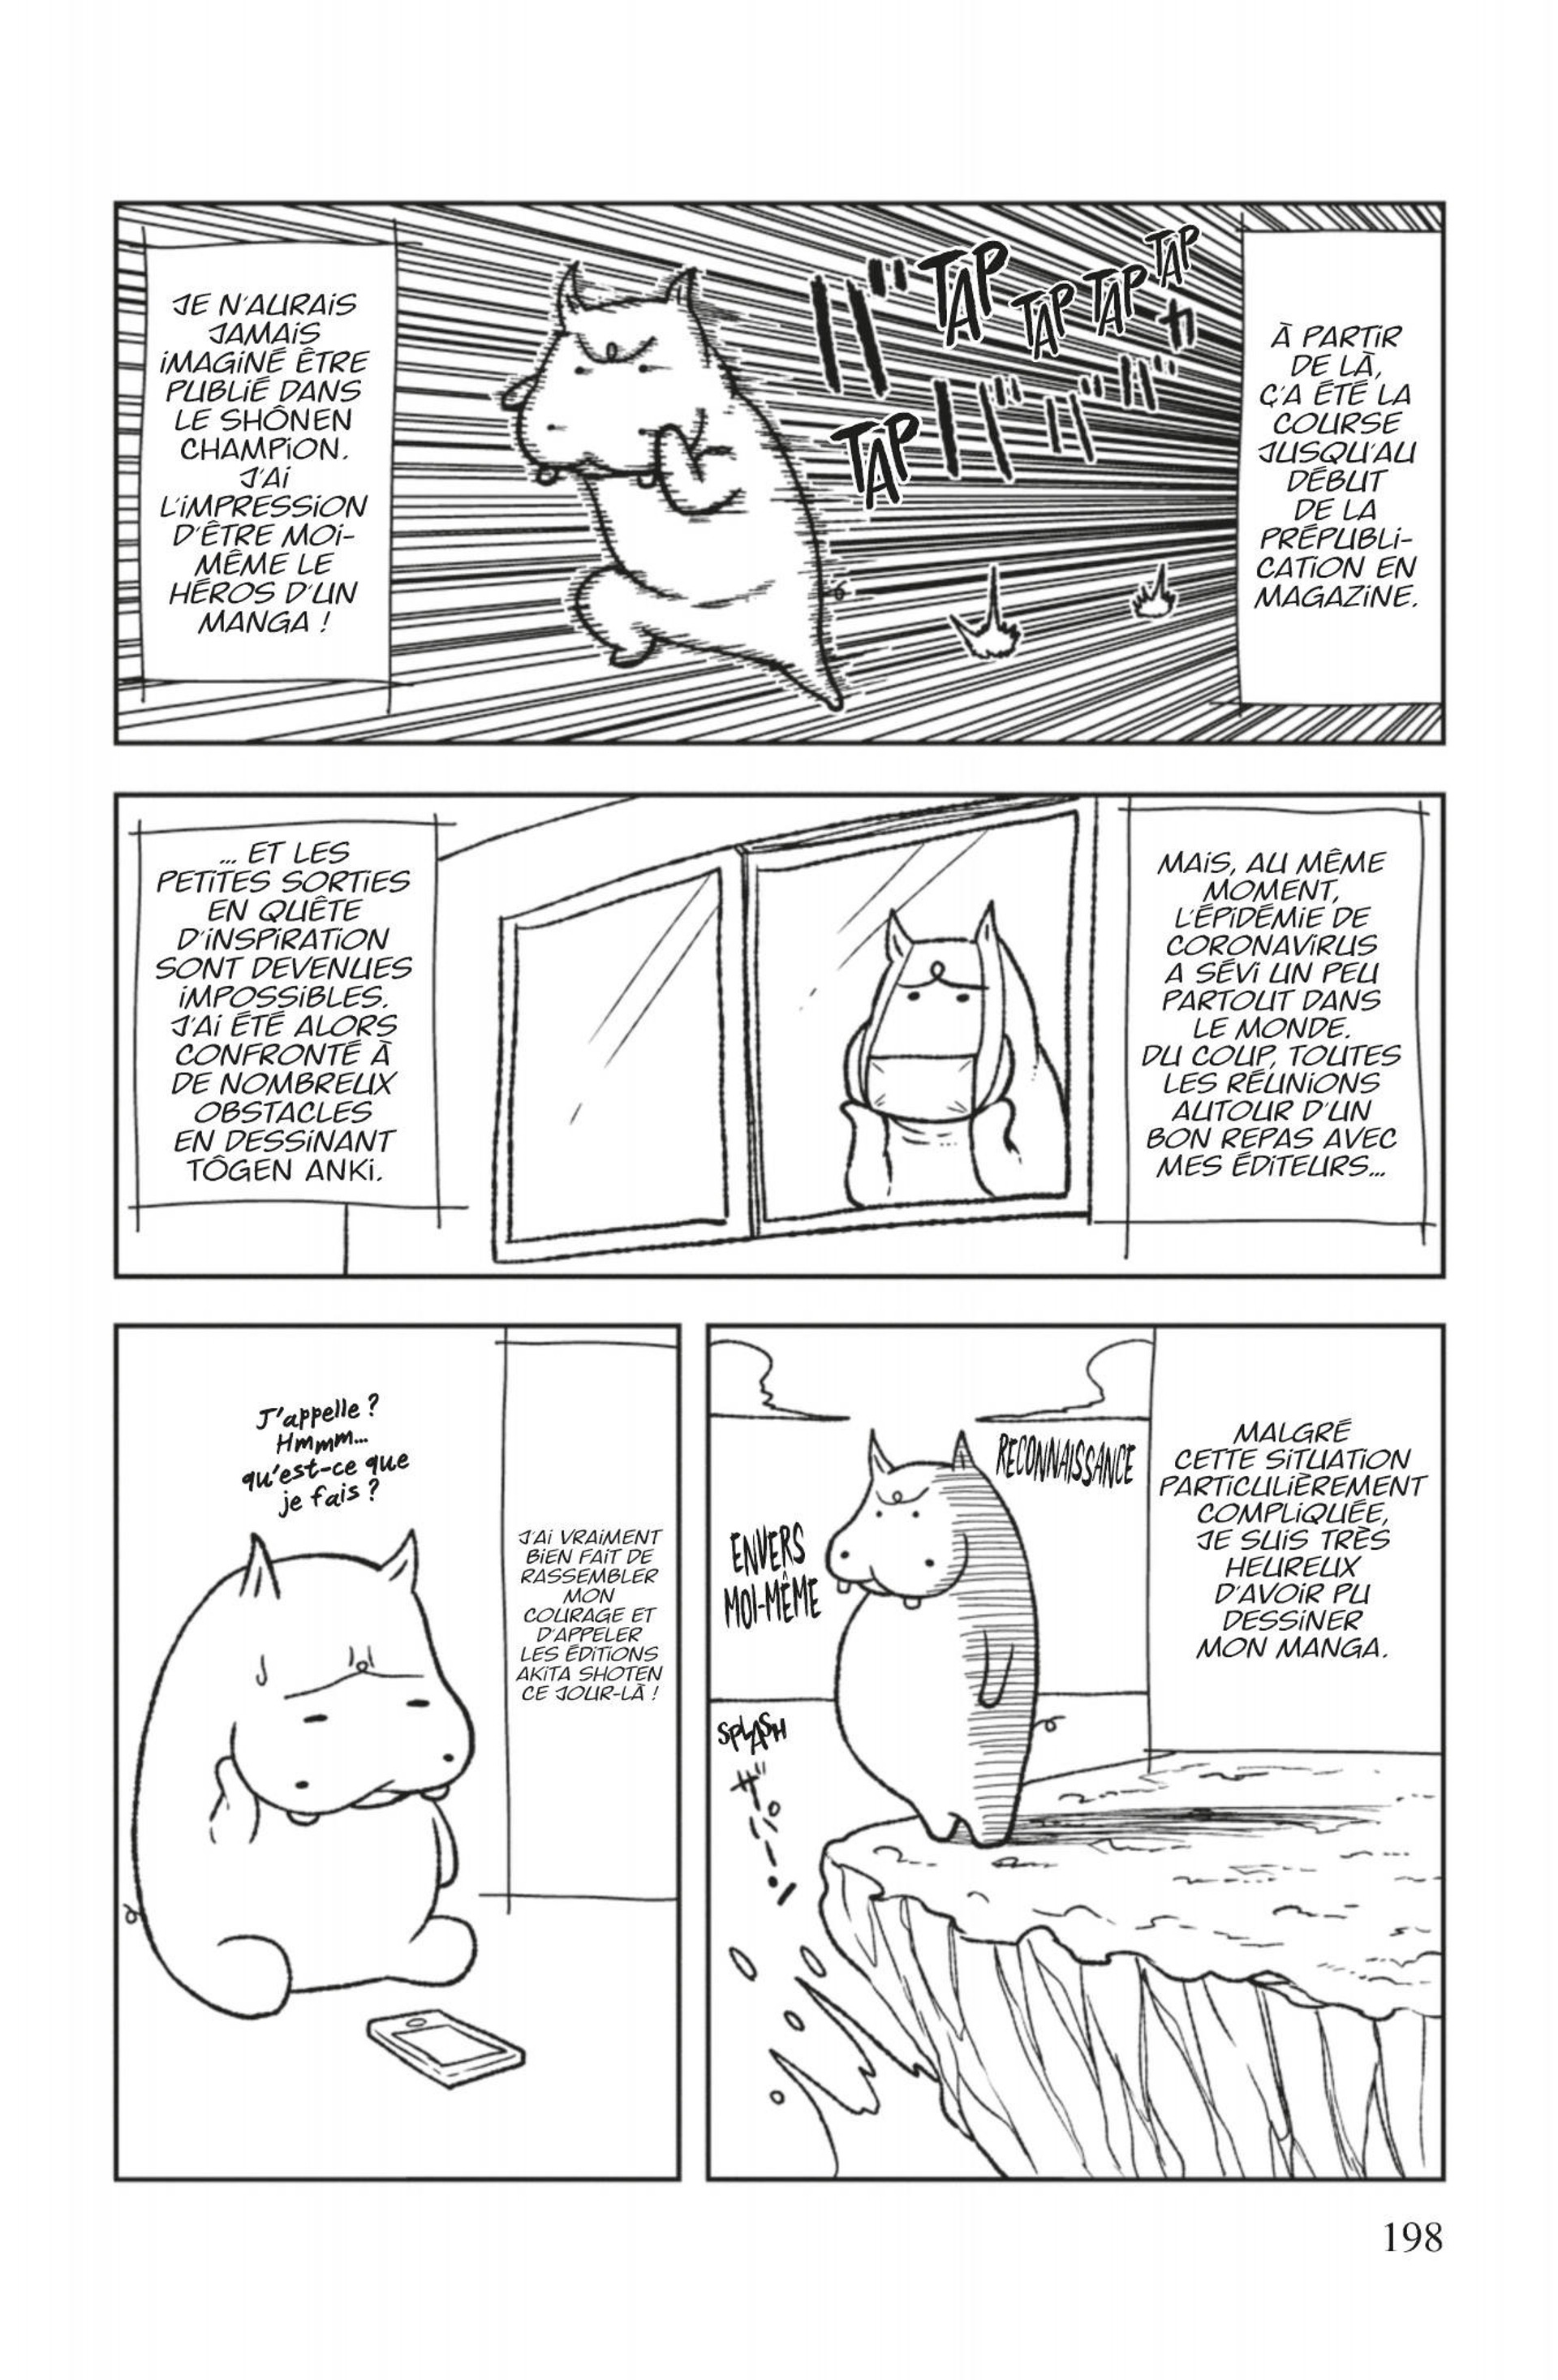 À PARTIR
DE LÀ,
Ç'A ÉTÉ LA
COURSE
JUSQU'AU
DÉBUT
DE LA
PRÉPUBLI-
CATION EN
MAGAZINE.
TAP
TAP
TAP
TAP
TAP
JE N'AURAIS
JAMAIS
IMAGINÉ ÊTRE
PUBLIÉ DANS
LE SHÔNEN
CHAMPION.
J'AI
L'IMPRESSION
D'ÊTRE MOI-
MÊME LE
HÉROS D'UN
MANGA !
MAIS, AU MÊME
MOMENT,
L'ÉPIDÉMIE DE
CORONAVIRUS
A SÉVI UN PEU
PARTOUT DANS
LE MONDE.
DU COUP, TOUTES
LES RÉUNIONS
AUTOUR D'UN
BON REPAS AVEC
MES ÉDITEURS...
... ET LES
PETITES SORTIES
EN QUÊTE
D'INSPIRATION
SONT DEVENUES
IMPOSSIBLES.
J'AI ÉTÉ ALORS
CONFRONTÉ À
DE NOMBREUX
OBSTACLES
EN DESSINANT
TÔGEN ANKI.
MALGRÉ
CETTE SITUATION
PARTICULIÈREMENT
COMPLIQUÉE,
JE SUIS TRÈS
HEUREUX
D'AVOIR PU
DESSINER
MON MANGA.
RECONNAISSANCE
ENVERS
MOI-MÊME
SPLASH
ザパーン
J'AI VRAIMENT
BIEN FAIT DE
RASSEMBLER
MON
COURAGE ET
D'APPELER
LES ÉDITIONS
AKITA SHOTEN
CE JOUR-LÀ !
J'appelle ?
Hmmm...
qu'est-ce que
je fais ?
198